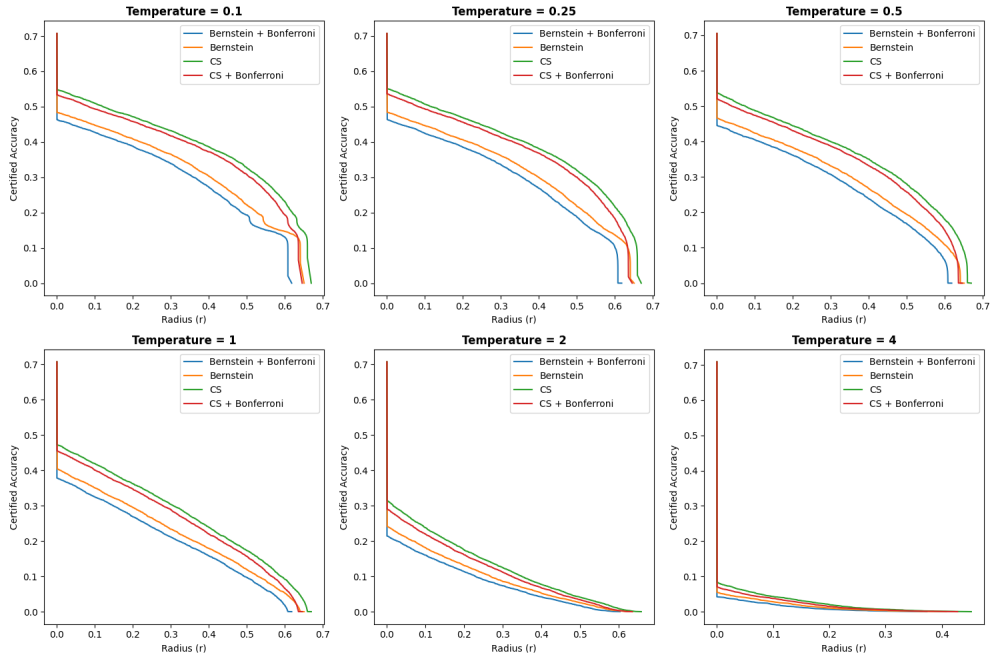 Temperature = 0.1
Certified Accuracy
0.7
0.6
0.5
0.4
0.3
0.2
0.1
0.0
Bernstein + Bonferroni
Bernstein
CS
CS + Bonferroni
0.0 0.1 0.2 0.3 0.4 0.5 0.6 0.7
Radius (r)
Temperature = 0.25
Certified Accuracy
0.7
0.6
0.5
0.4
0.3
0.2
0.1
0.0
Bernstein + Bonferroni
Bernstein
CS
CS + Bonferroni
0.0 0.1 0.2 0.3 0.4 0.5 0.6 0.7
Radius (r)
Temperature = 0.5
Certified Accuracy
0.7
0.6
0.5
0.4
0.3
0.2
0.1
0.0
Bernstein + Bonferroni
Bernstein
CS
CS + Bonferroni
0.0 0.1 0.2 0.3 0.4 0.5 0.6 0.7
Radius (r)
Temperature = 1
Certified Accuracy
0.7
0.6
0.5
0.4
0.3
0.2
0.1
0.0
Bernstein + Bonferroni
Bernstein
CS
CS + Bonferroni
0.0 0.1 0.2 0.3 0.4 0.5 0.6 0.7
Radius (r)
Temperature = 2
Certified Accuracy
0.7
0.6
0.5
0.4
0.3
0.2
0.1
0.0
Bernstein + Bonferroni
Bernstein
CS
CS + Bonferroni
0.0 0.1 0.2 0.3 0.4 0.5 0.6
Radius (r)
Temperature = 4
Certified Accuracy
0.7
0.6
0.5
0.4
0.3
0.2
0.1
0.0
Bernstein + Bonferroni
Bernstein
CS
CS + Bonferroni
0.0 0.1 0.2 0.3 0.4
Radius (r)